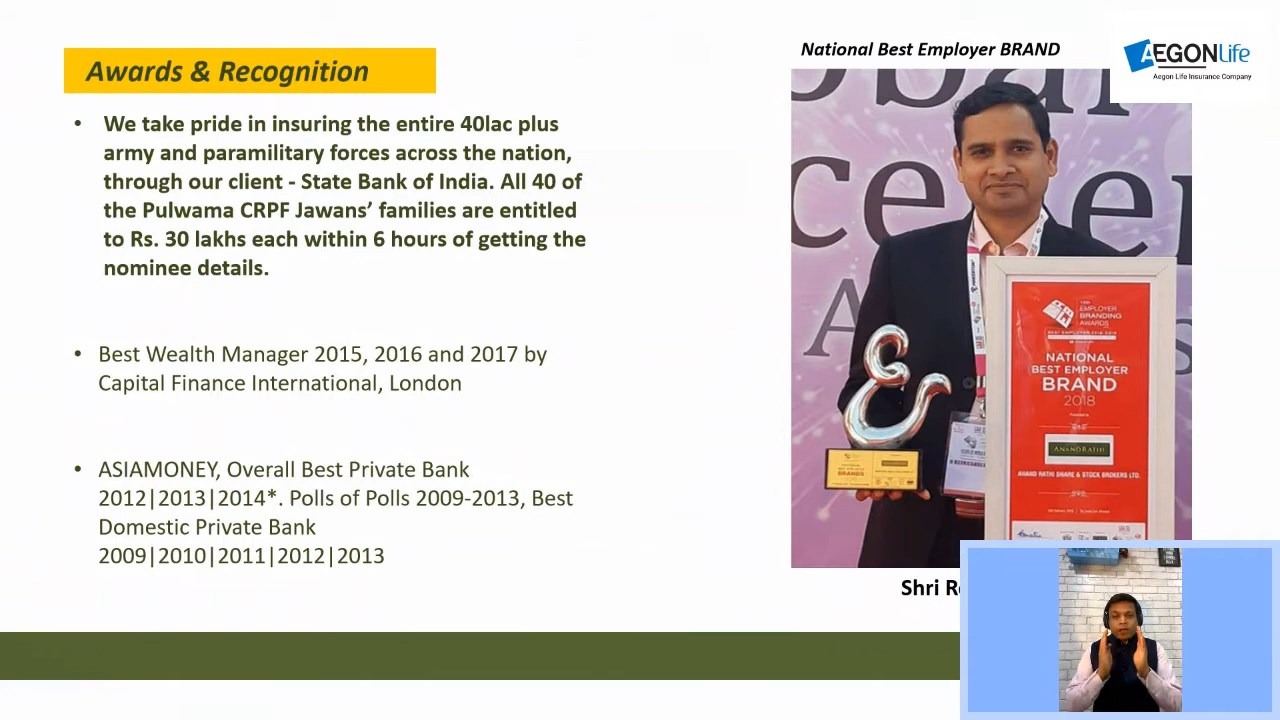 National Best Employer BRAND
AEGON Life
Aegon Life Insurance Company
Awards & Recognition
• We take pride in insuring the entire 40lac plus
army and paramilitary forces across the nation,
through our client - State Bank of India. All 40 of
the Pulwama CRPF Jawans’ families are entitled
to Rs. 30 lakhs each within 6 hours of getting the
nominee details.
• Best Wealth Manager 2015, 2016 and 2017 by
Capital Finance International, London
• ASIAMONEY, Overall Best Private Bank
2012|2013|2014*. Polls of Polls 2009-2013, Best
Domestic Private Bank
2009|2010|2011|2012|2013
EMPLOYER
BRANDING
AWARDS
NATIONAL
BEST EMPLOYER
BRAND
2018
ANANDRATHI
ANAND RATHI SHARE & STOCK BROKERS LTD.
BRANDS
Shri